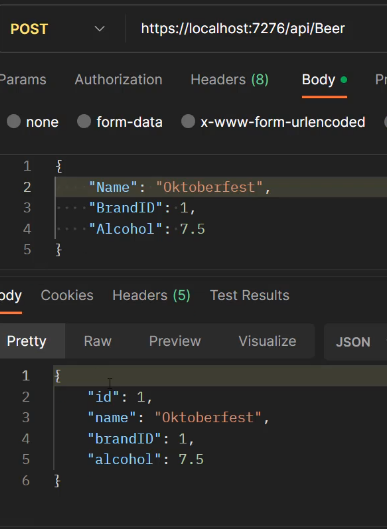 POST https://localhost:7276/api/Beer
Params Authorization Headers (8) Body
none form-data x-www-form-urlencoded
1 {
2 "Name": "Oktoberfest",
3 "BrandID": 1,
4 "Alcohol": 7.5
5 }
ody Cookies Headers (5) Test Results
Pretty Raw Preview Visualize JSON
1 {
2 "id": 1,
3 "name": "Oktoberfest",
4 "brandID": 1,
5 "alcohol": 7.5
6 }